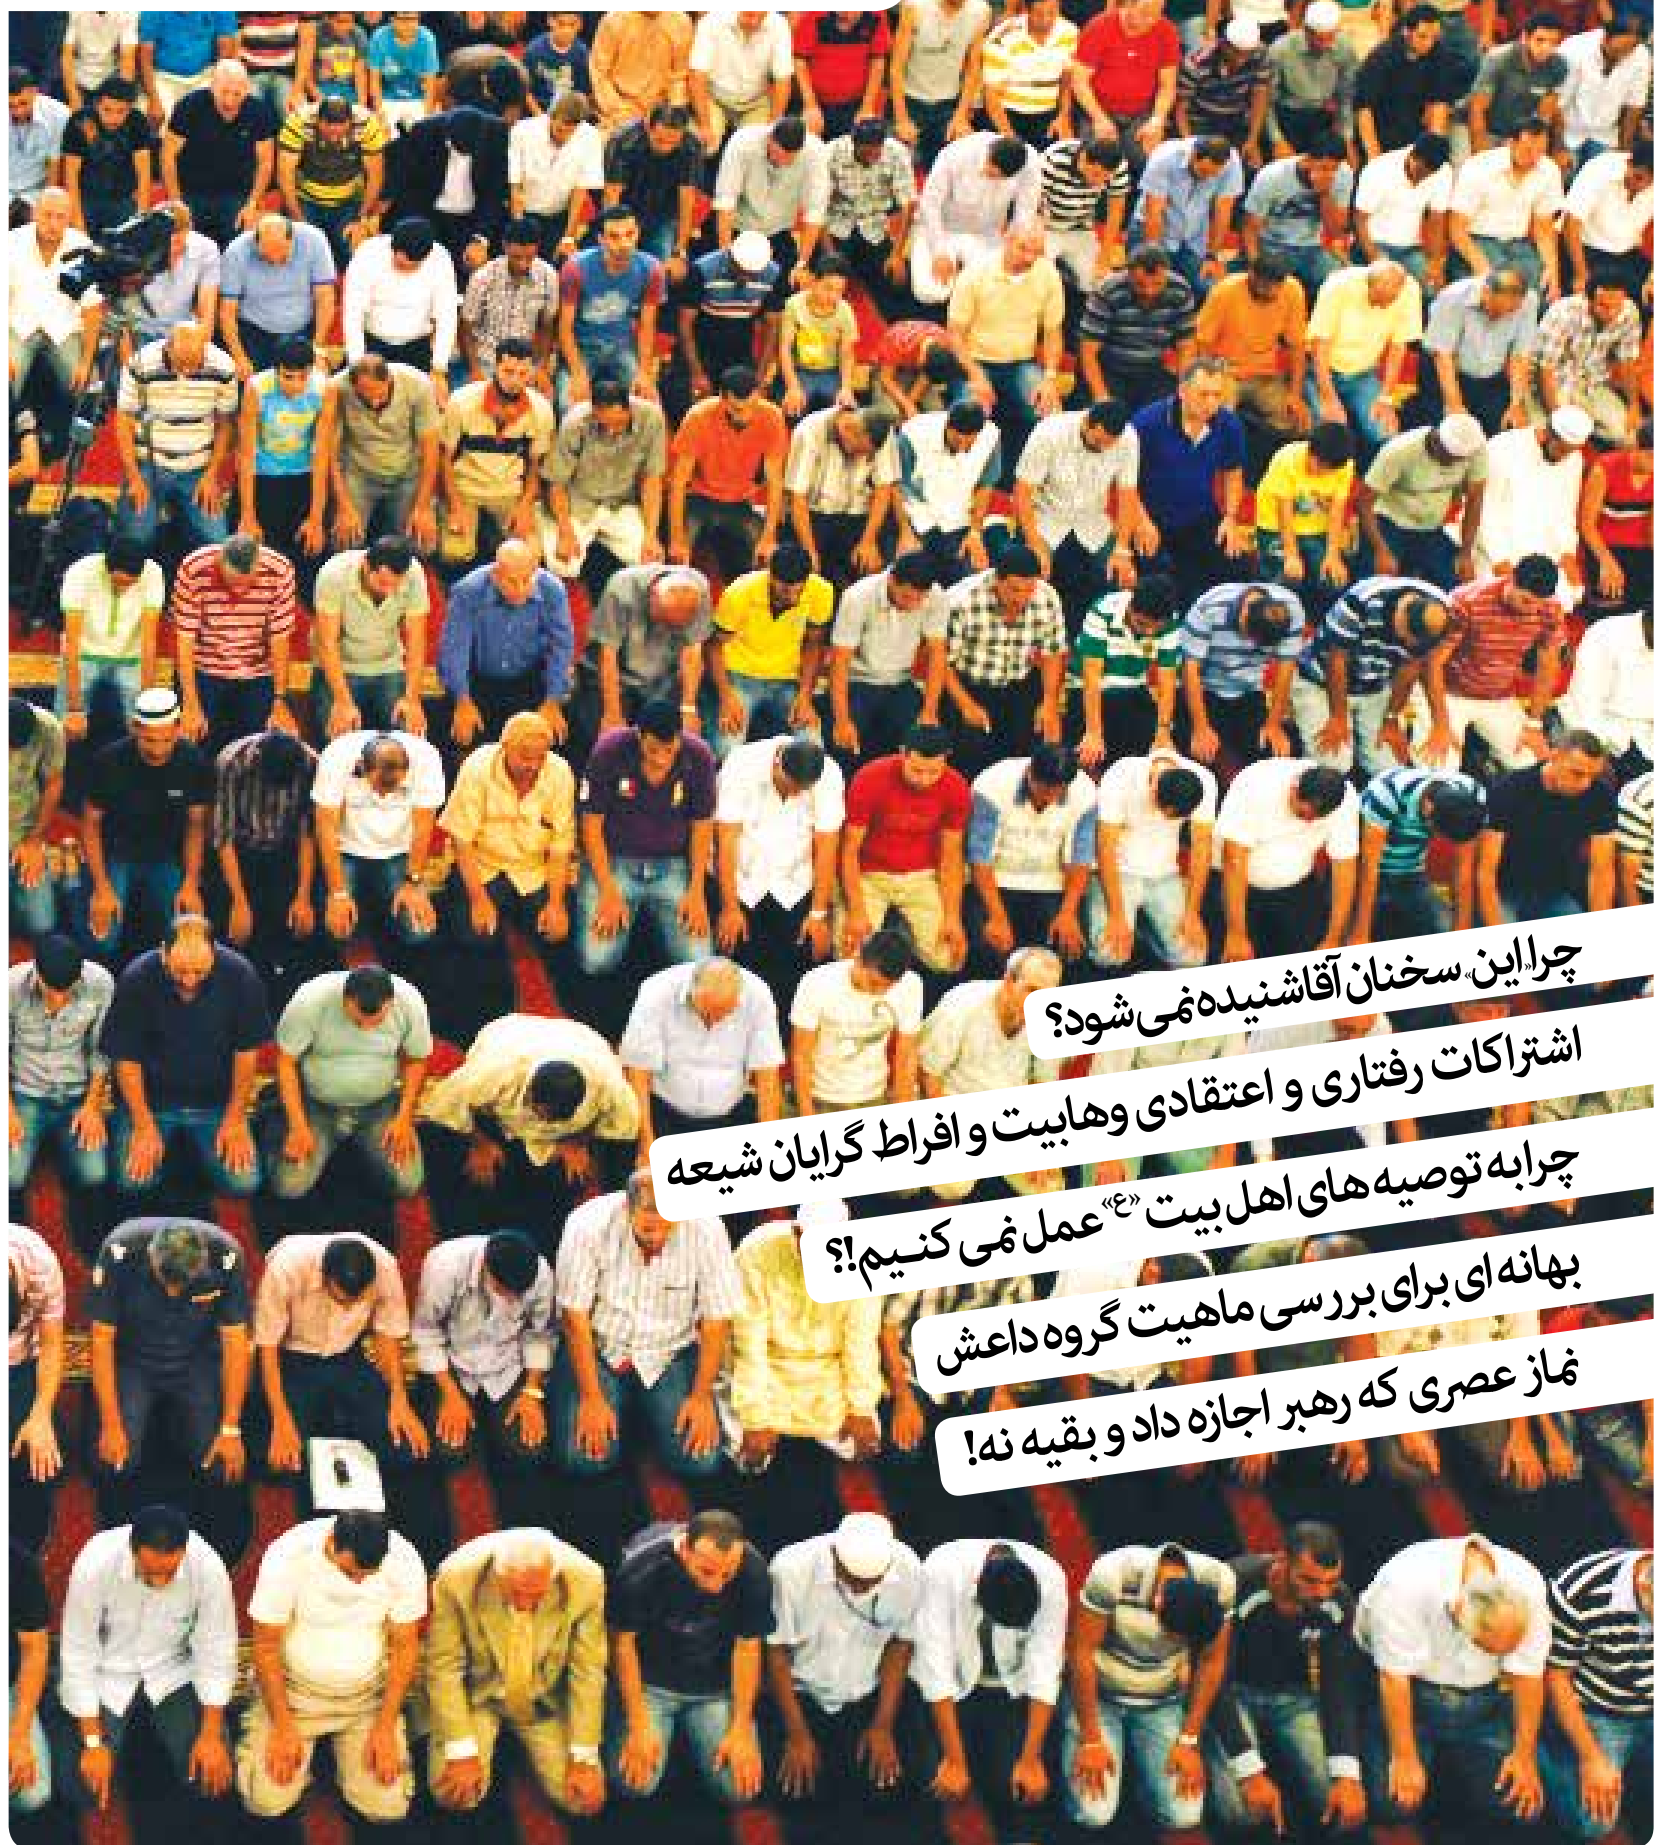 چرا «این» سخنان آقا شنیده نمی‌شود؟
اشتراکات رفتاری و اعتقادی وهابیت و افراط گرایان شیعه
چرا به توصیه های اهل بیت «ع» عمل نمی کنـیم!؟
بهانه ای برای بررسی ماهیت گروه داعش
نماز عصری که رهبر اجازه داد و بقیه نه!